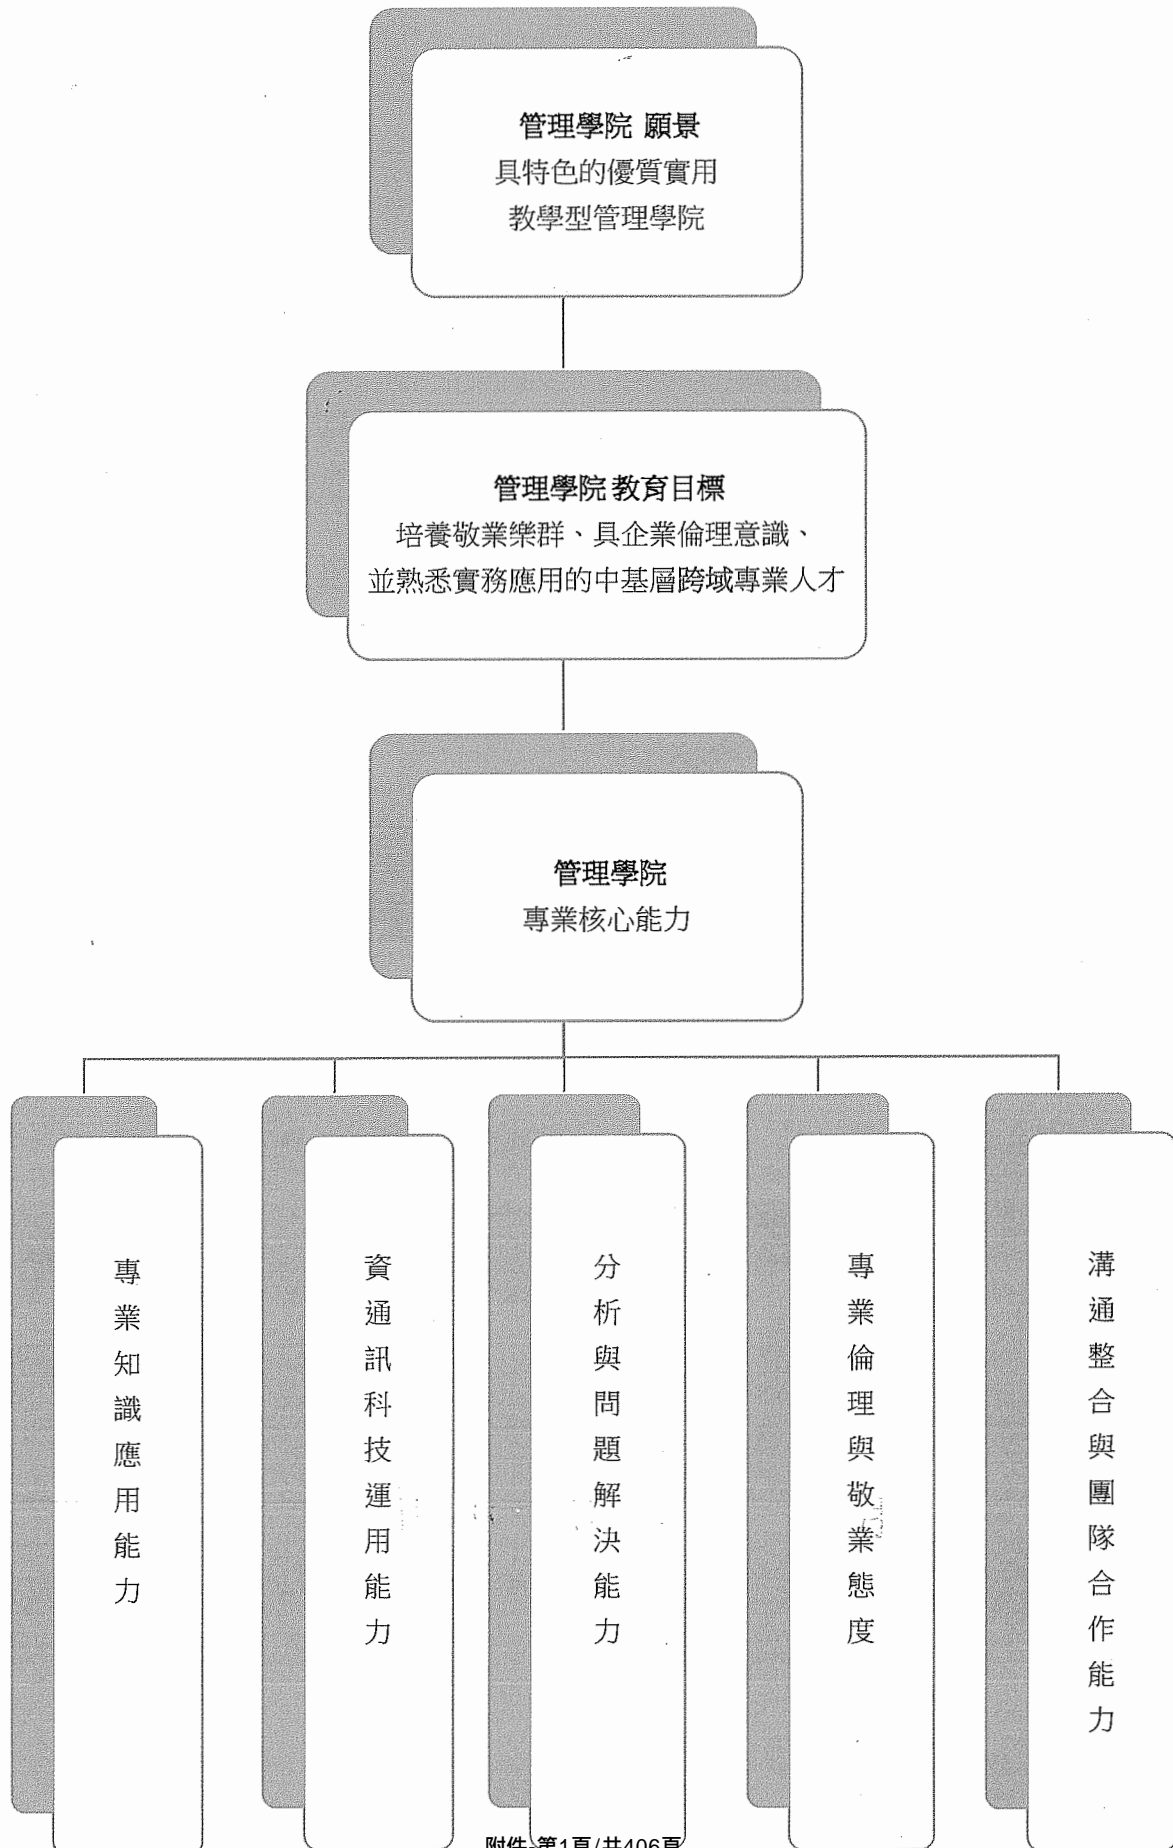 管理學院 願景
具特色的優質實用
教學型管理學院
管理學院教育目標
培養敬業樂群、具企業倫理意識、
並熟悉實務應用的中基層跨域專業人才
管理學院
專業核心能力
專業知識應用能力
資通訊科技運用能力
分析與問題解決能力
專業倫理與敬業態度
溝通整合與團隊合作能力
附件-第1頁/共406頁